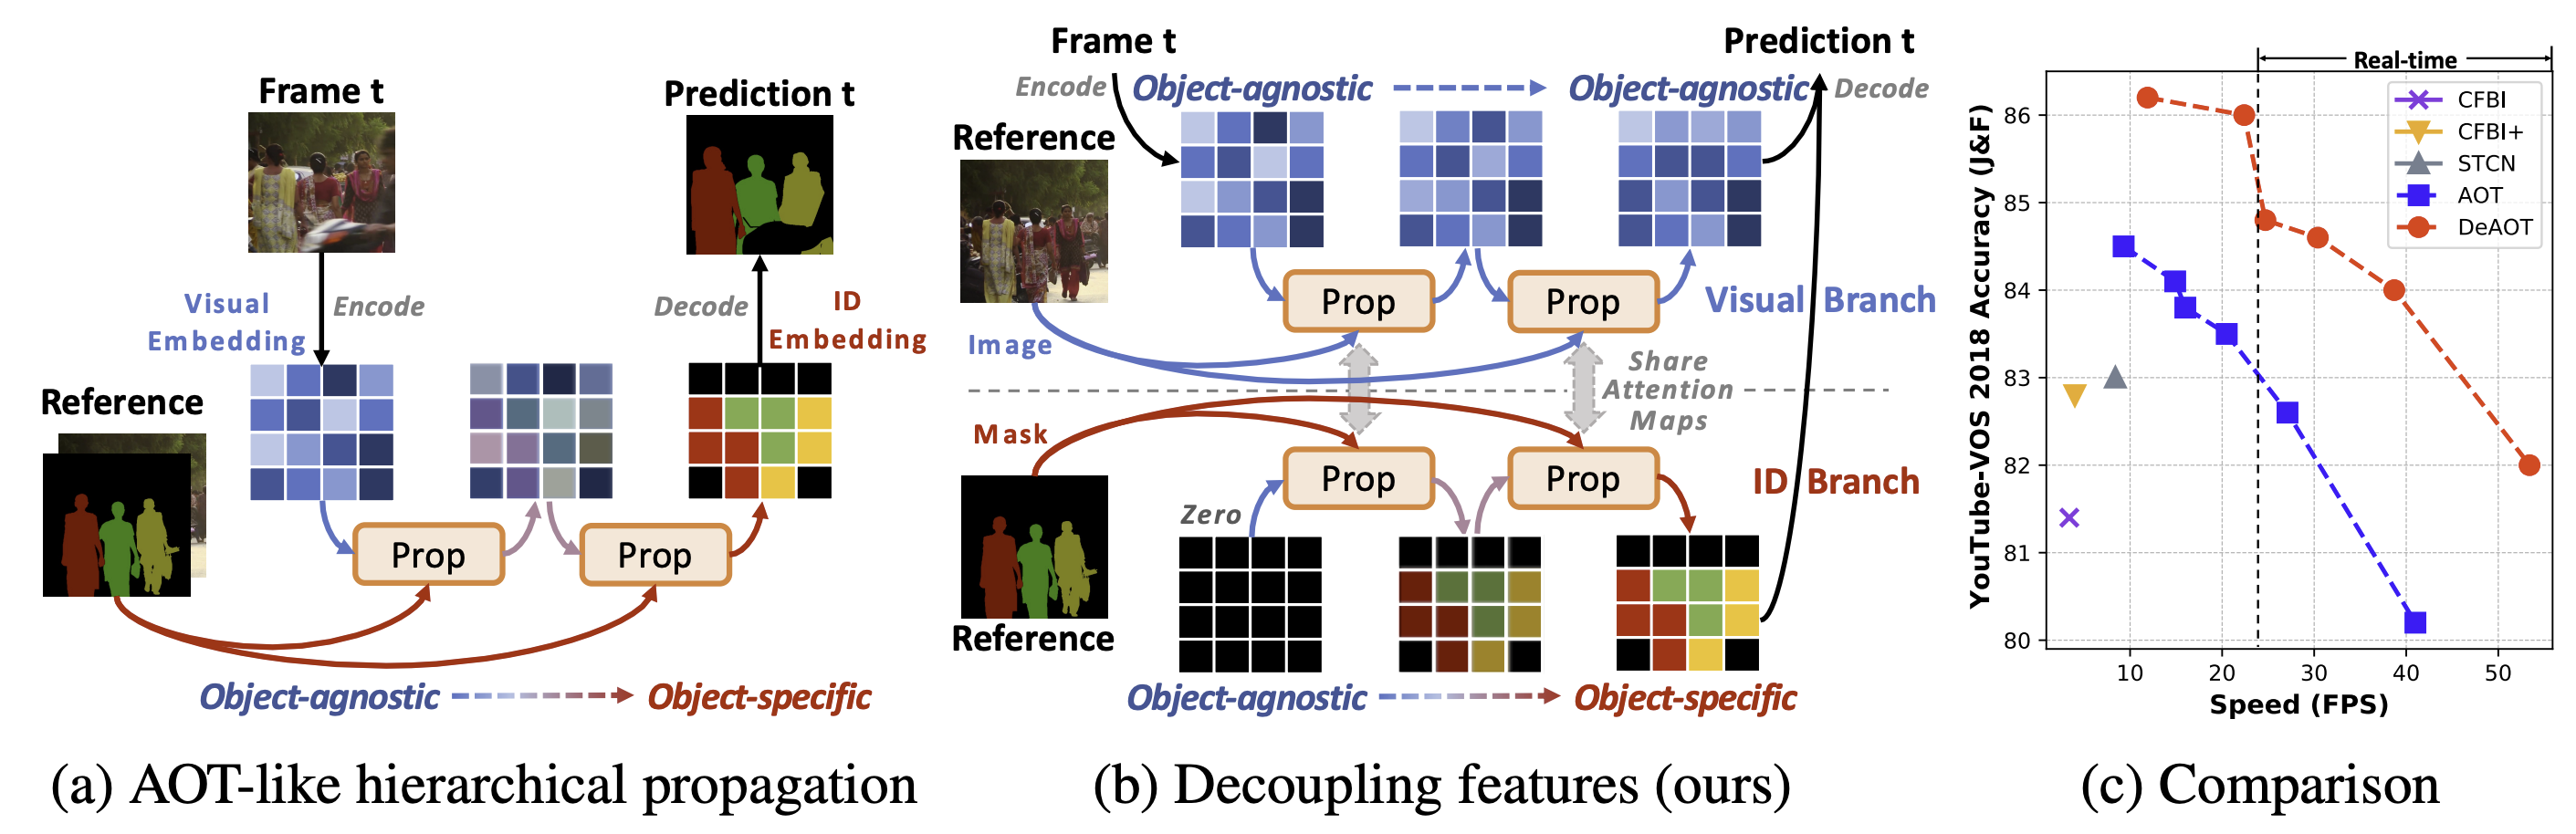 Frame t
Prediction t
Visual
Embedding
Encode
Decode
ID
Embedding
Reference
Prop
Prop
Object-agnostic
Object-specific
(a) AOT-like hierarchical propagation
Frame t
Prediction t
Encode
Object-agnostic
Object-agnostic
Decode
Reference
Prop
Prop
Visual Branch
Image
Share
Attention
Maps
Mask
Prop
Prop
ID Branch
Zero
Reference
Object-agnostic
Object-specific
(b) Decoupling features (ours)
Real-time
CFBI
CFBI+
STCN
AOT
DeAOT
YouTube-VOS 2018 Accuracy (J&F)
86
85
84
83
82
81
80
10 20 30 40 50
Speed (FPS)
(c) Comparison